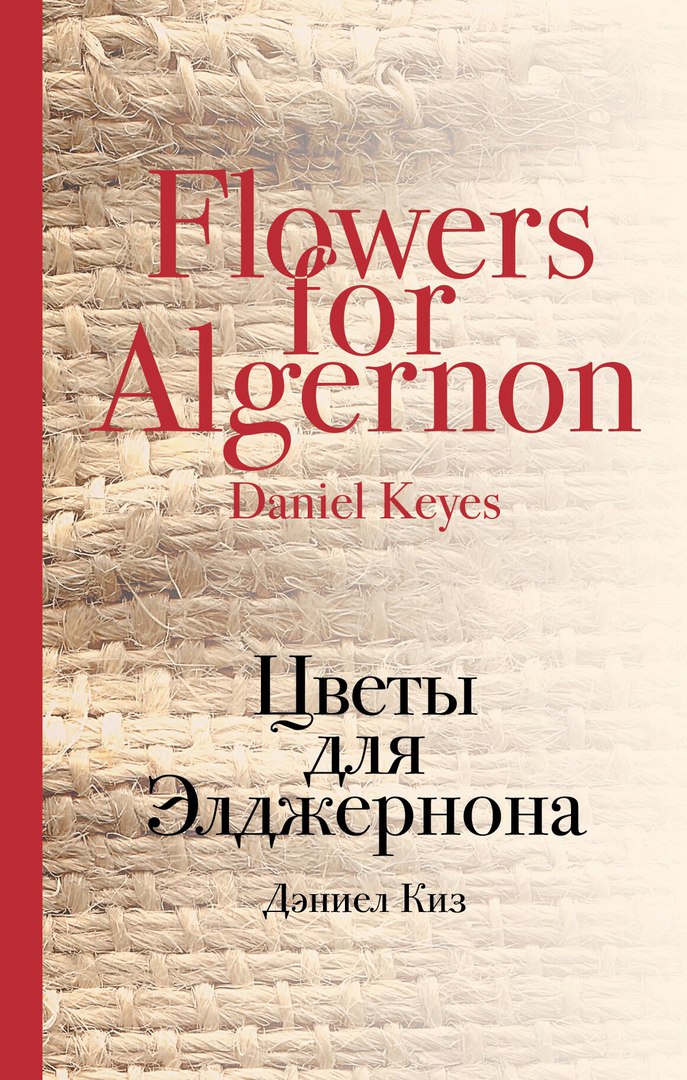 Flowers
for
Algernon
Daniel Keyes
Цветы
для
Элджернона
Дэниел Киз